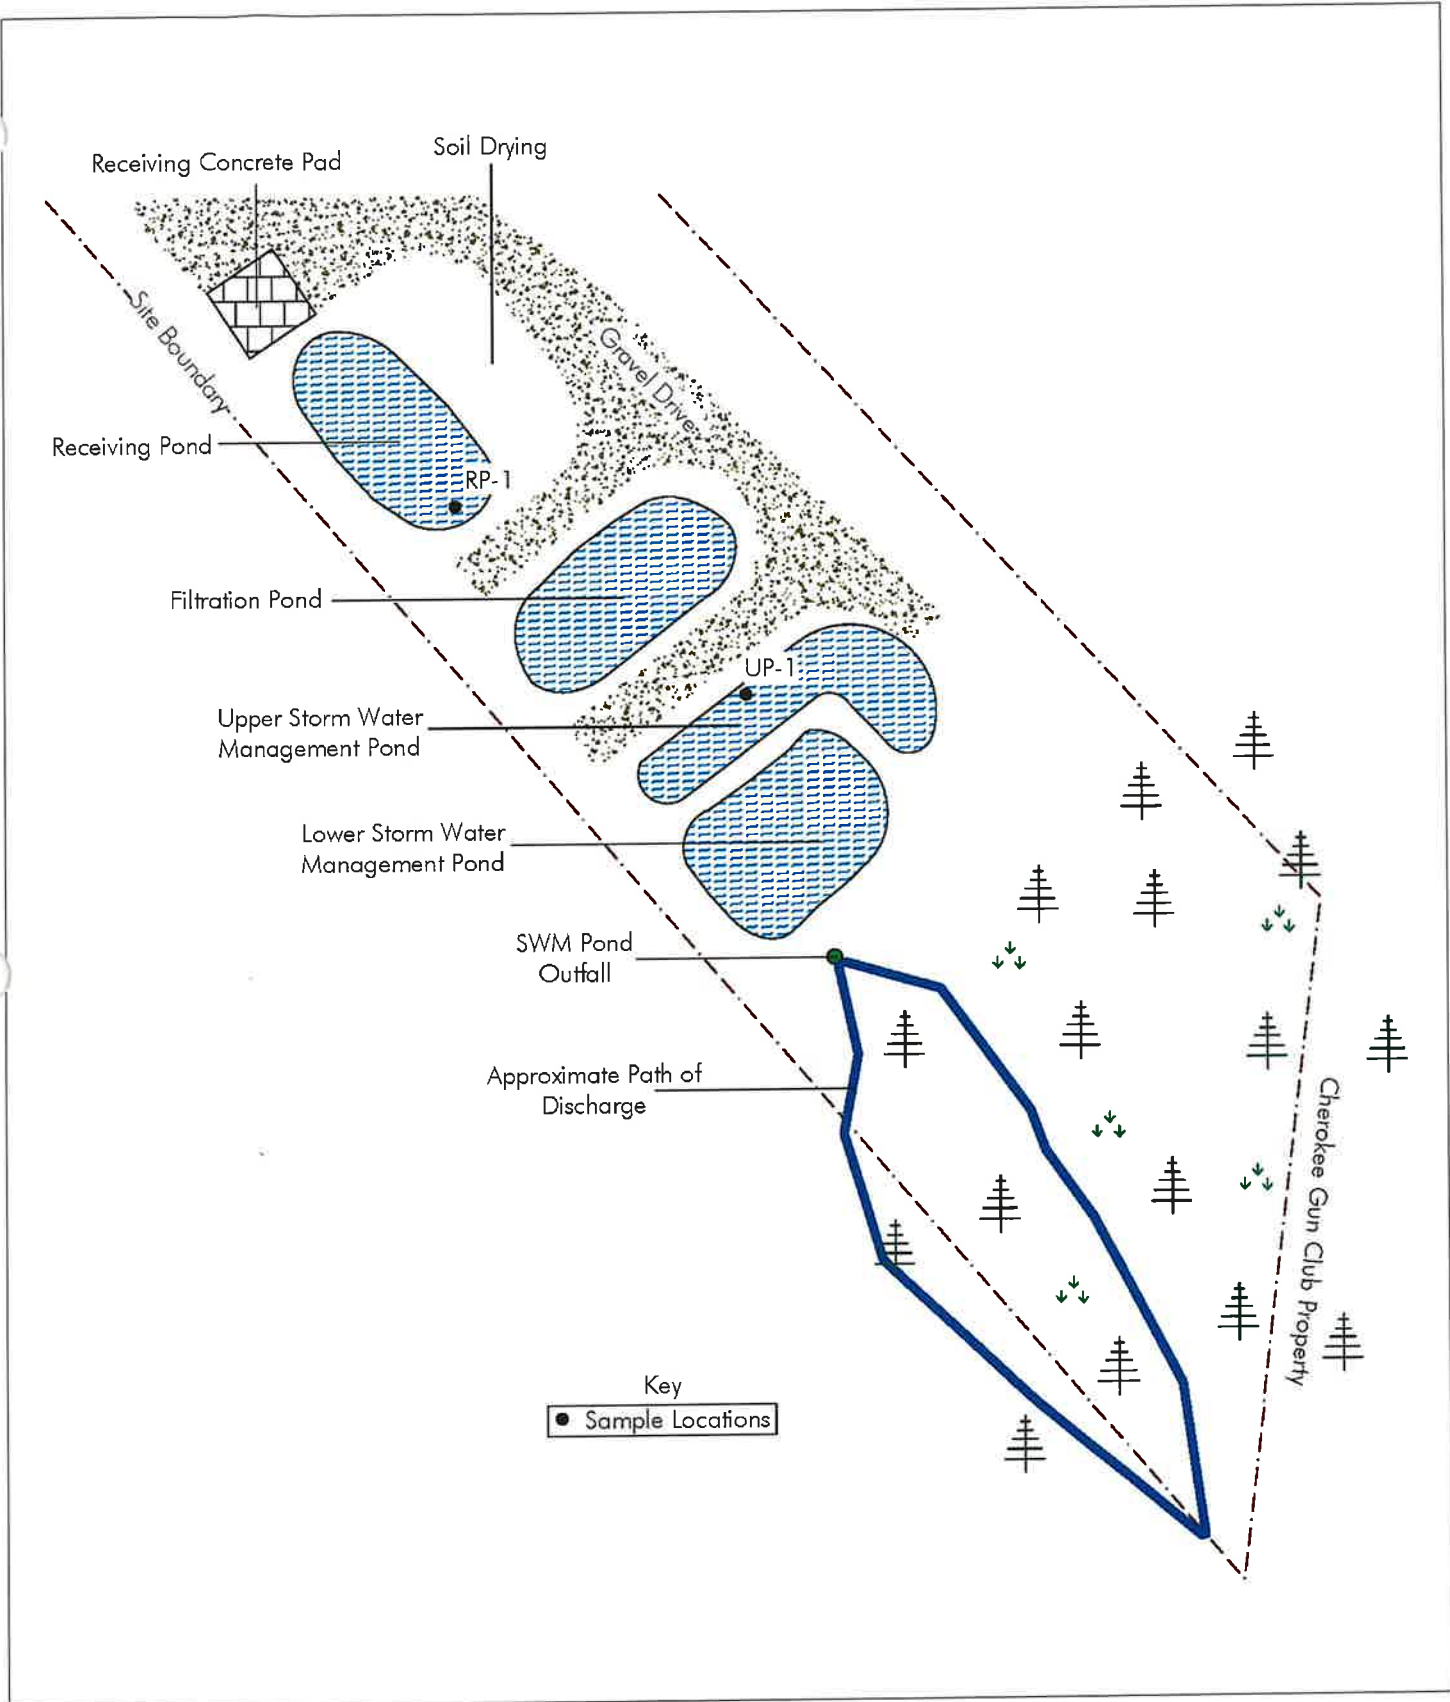 Receiving Concrete Pad
Soil Drying
Site Boundary
Gravel Drive
Receiving Pond
RP-1
Filtration Pond
UP-1
Upper Storm Water
Management Pond
Lower Storm Water
Management Pond
SWM Pond
Outfall
Approximate Path of
Discharge
Cherokee Gun Club Property
Key
Sample Locations